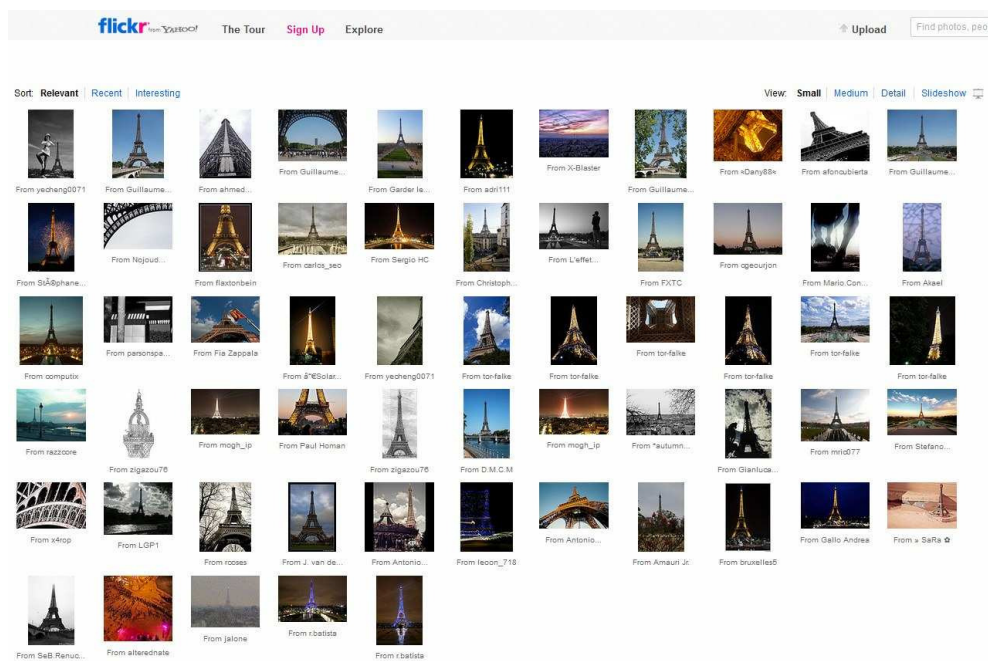 flickr from YAHOO! The Tour Sign Up Explore Upload Find photos, peo
Sort: Relevant Recent Interesting View: Small Medium Detail Slideshow
From yecheng0071 From Guillaume... From ahmed... From Guillaume... From Garder le... From adri111 From X-Blaster From Guillaume... From «Dany88« From afoncubierta From Guillaume...
From StÃ®phane... From Nojoud... From flaxtonbein From carlos_seo From Sergio HC From Christoph... From L'effet... From FXTC From cgeourjon From Mario Con... From Akael
From computix From parsonspa... From Fia Zappala From yecheng0071 From tor-falke From tor-falke From tor-falke From tor-falke From tor-falke From tor-falke
From razzcore From zigazou76 From mogh_ip From Paul Homan From zigazou76 From D.M.C.M From mogh_ip From *autumn... From Gianluca... From mric077 From Stefano...
From x4rop From LGP1 From rcoses From J. van de... From Antonio... From leoon_718 From Antonio... From Amauri Jr. From bruxelles5 From Gallo Andrea From » SaRa ✿
From SeB.Renuc... From alterednate From jalone From r.batista From r.batista